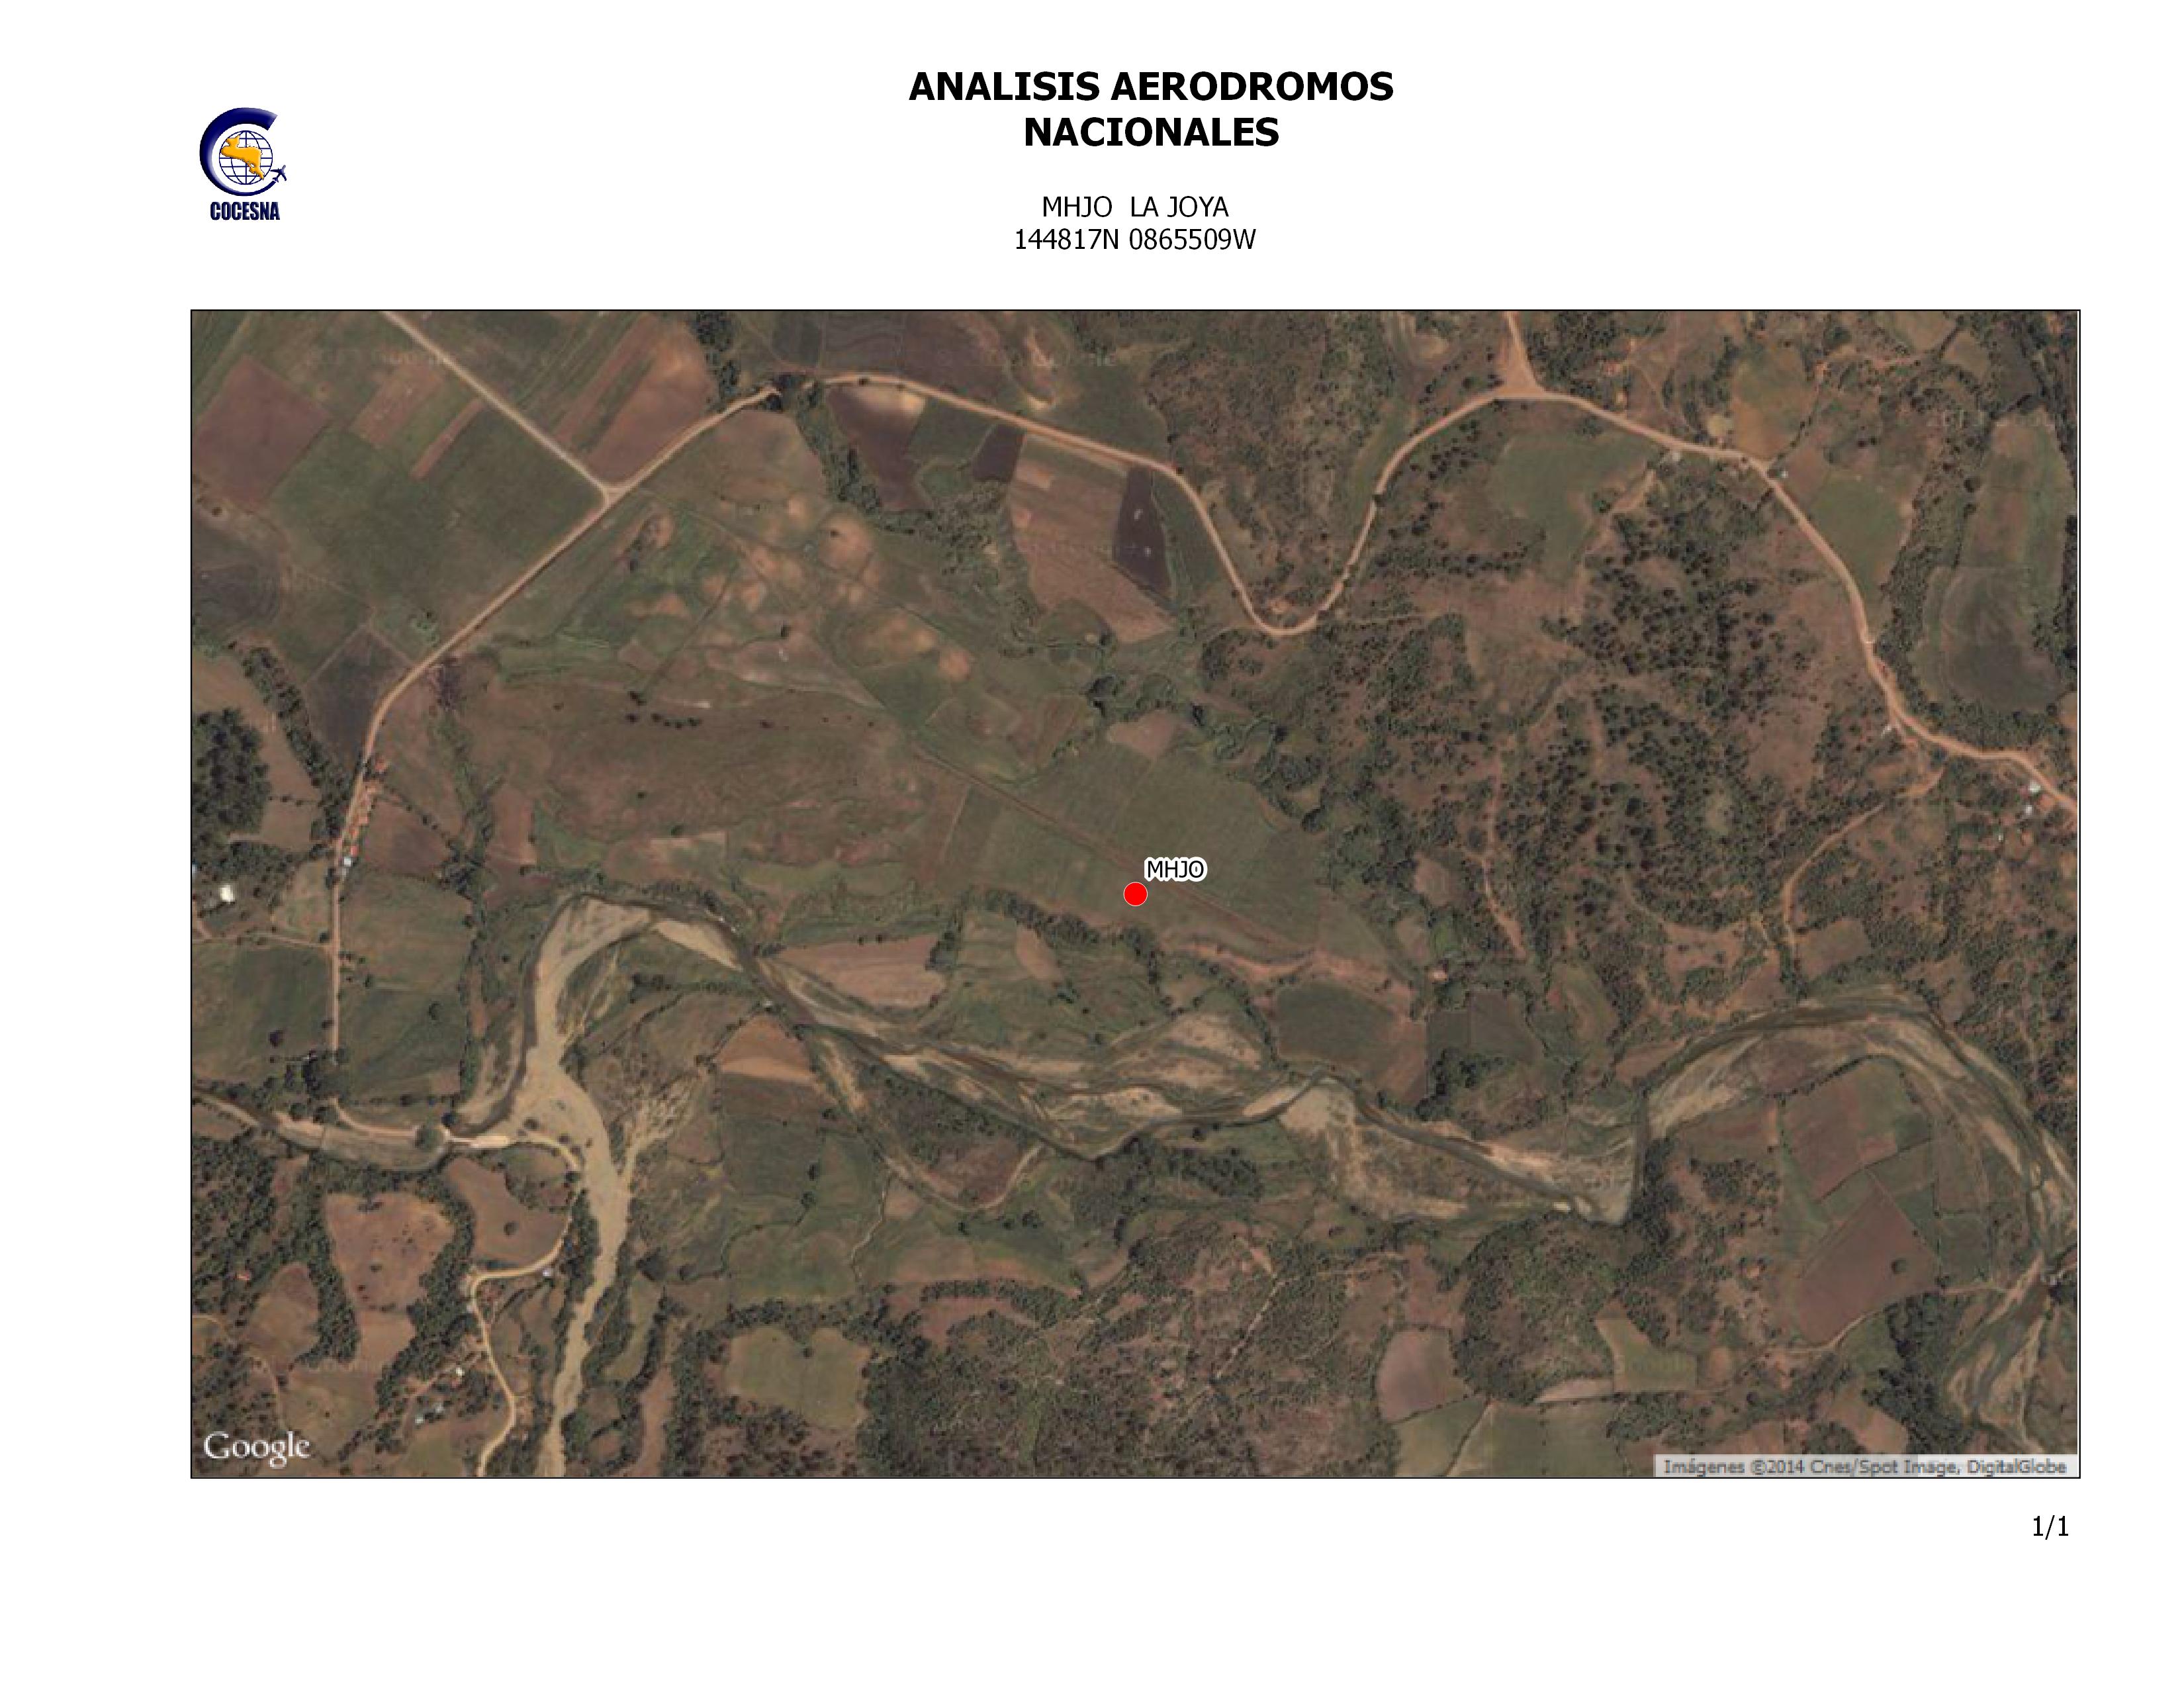 ANALISIS AERODROMOS
NACIONALES
COCESNA
MHJO LA JOYA
144817N 0865509W
MHJO
Google
Imágenes ©2014 Cnes/Spot Image, DigitalGlobe
1/1